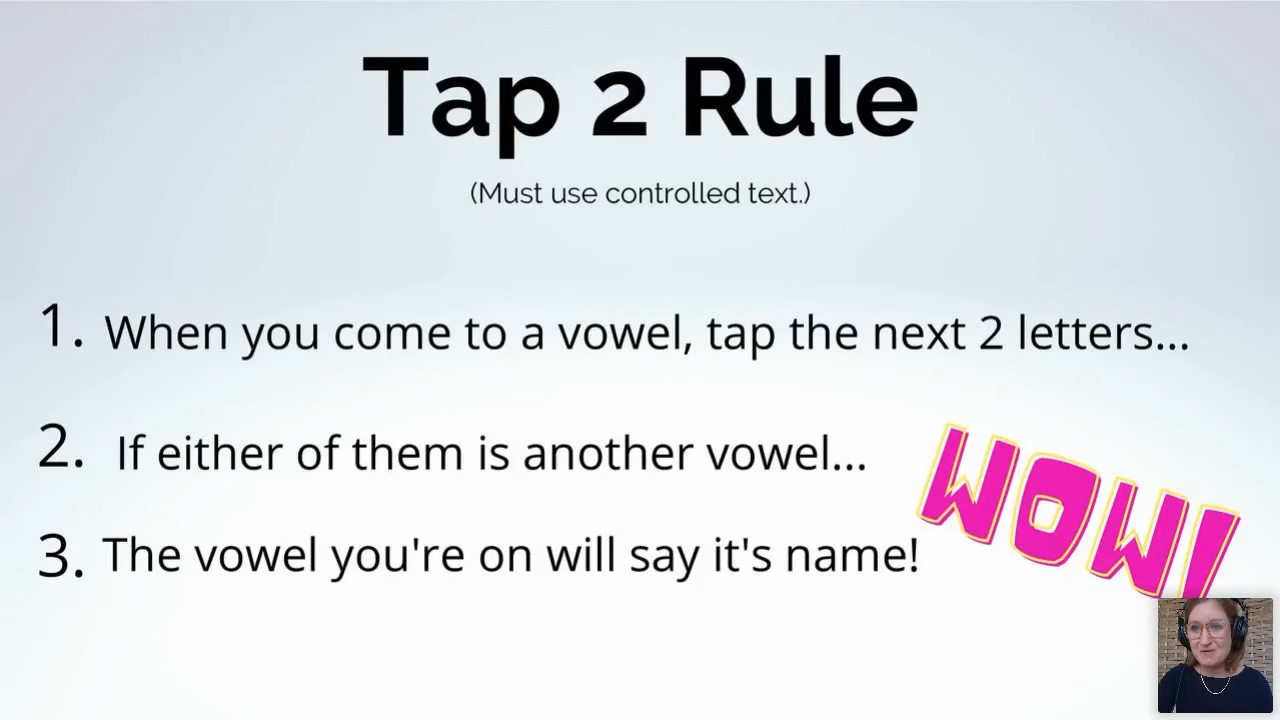 Tap 2 Rule
(Must use controlled text.)
1. When you come to a vowel, tap the next 2 letters...
2. If either of them is another vowel...
3. The vowel you're on will say it's name!
WOW!